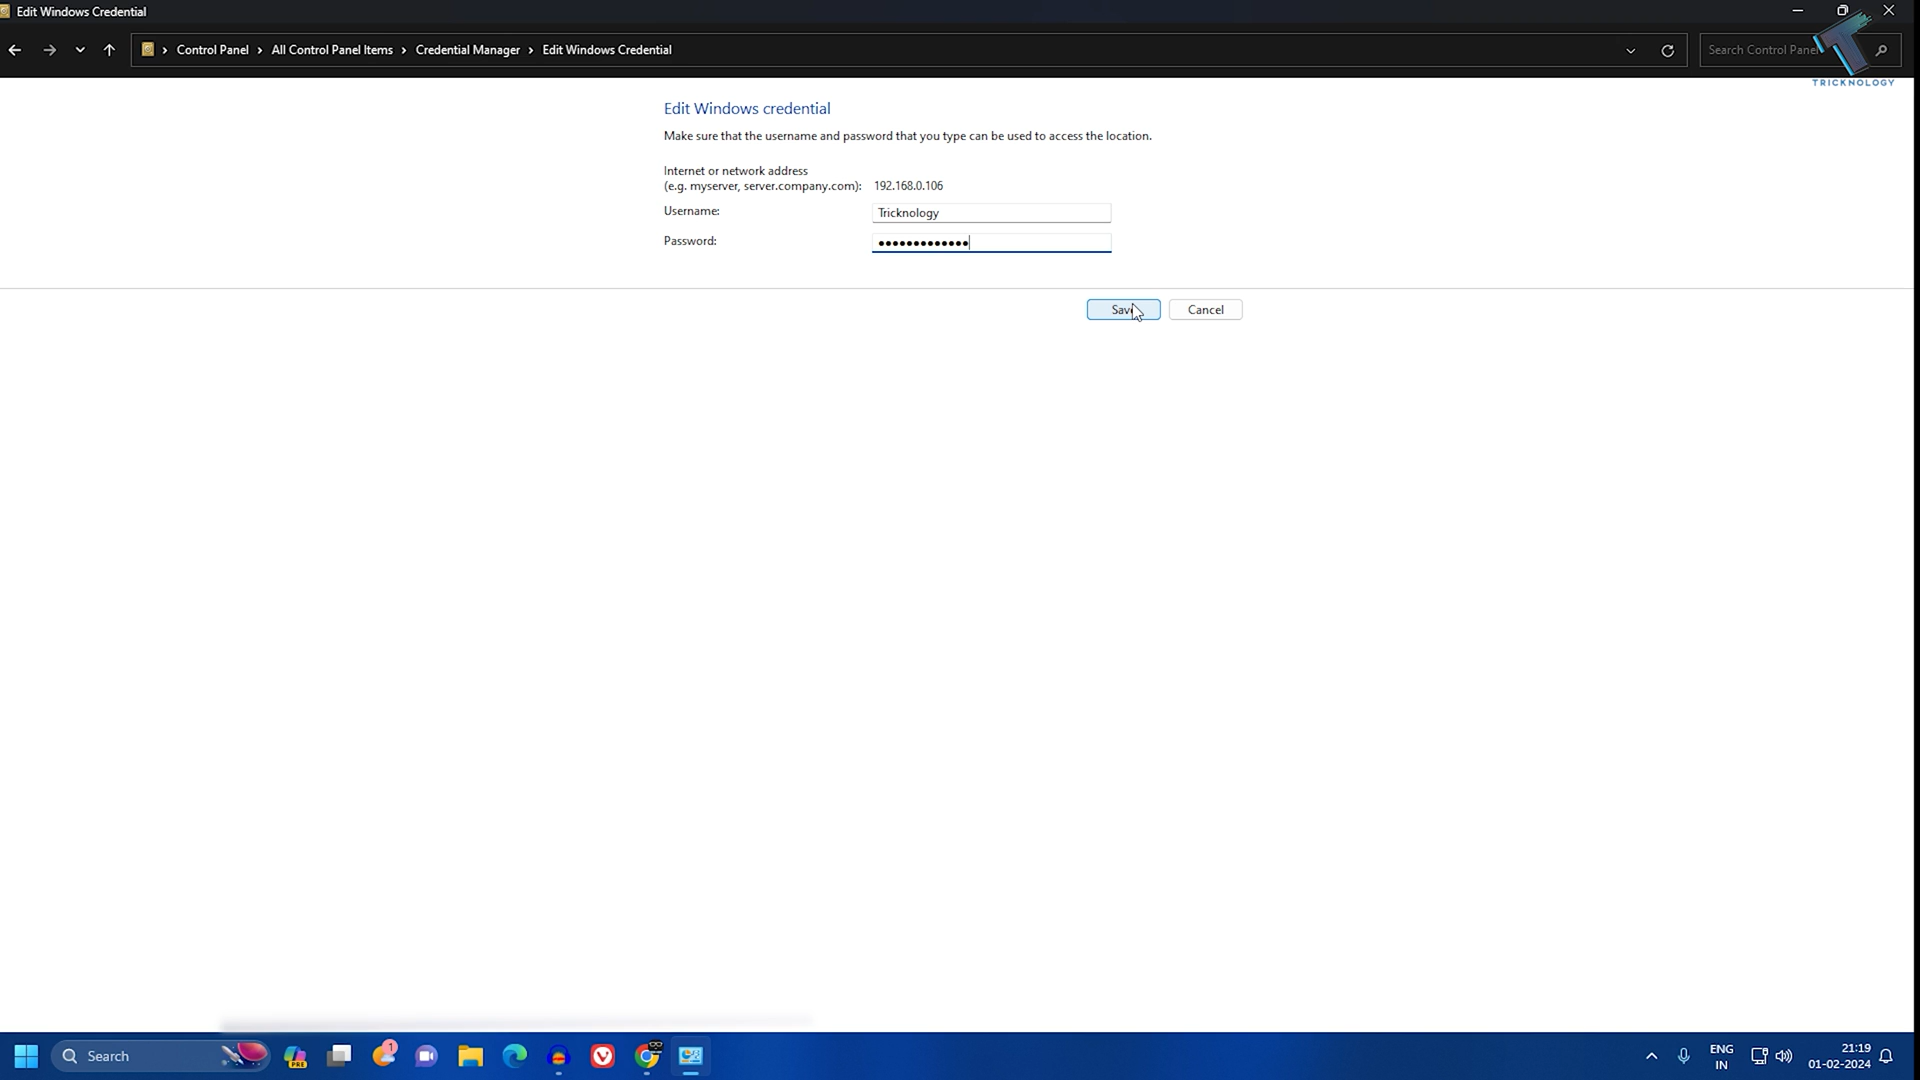 Edit Windows Credential
Control Panel > All Control Panel Items > Credential Manager > Edit Windows Credential
Search Control Panel
TRICKNOLOGY
Edit Windows credential
Make sure that the username and password that you type can be used to access the location.
Internet or network address
(e.g. myserver, server.company.com): 192.168.0.106
Username: Tricknology
Password: •••••••••••••
Save Cancel
Search
PRE
1
ENG
IN
21:19
01-02-2024